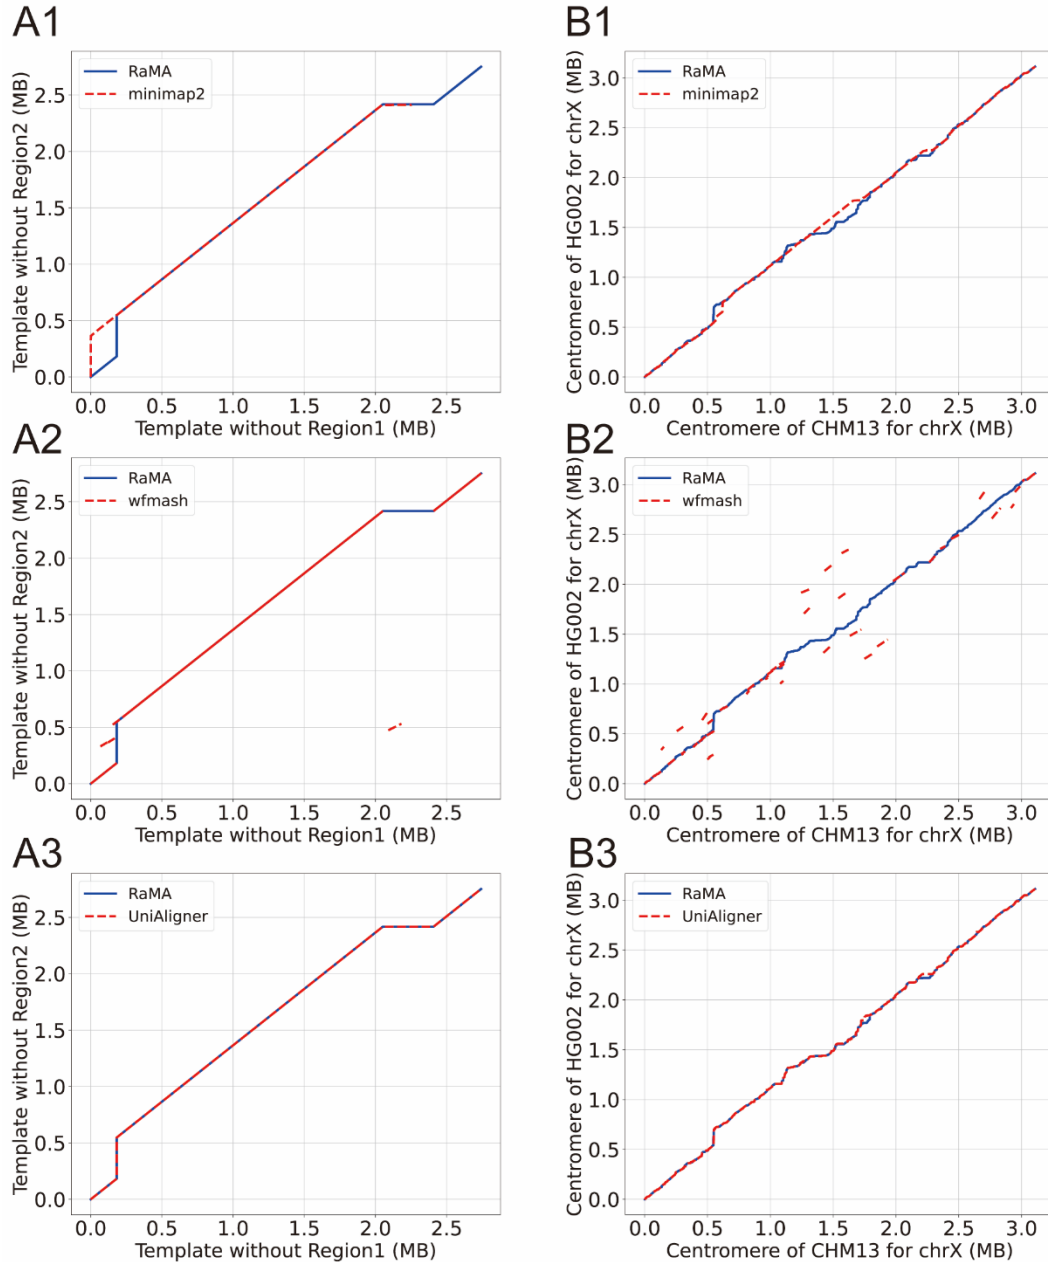 A1
RaMA
minimap2
Template without Region2 (MB)
2.5
2.0
1.5
1.0
0.5
0.0
0.0 0.5 1.0 1.5 2.0 2.5
Template without Region1 (MB)
B1
RaMA
minimap2
Centromere of HG002 for chrX (MB)
3.0
2.5
2.0
1.5
1.0
0.5
0.0
0.0 0.5 1.0 1.5 2.0 2.5 3.0
Centromere of CHM13 for chrX (MB)
A2
RaMA
wfmash
Template without Region2 (MB)
2.5
2.0
1.5
1.0
0.5
0.0
0.0 0.5 1.0 1.5 2.0 2.5
Template without Region1 (MB)
B2
RaMA
wfmash
Centromere of HG002 for chrX (MB)
3.0
2.5
2.0
1.5
1.0
0.5
0.0
0.0 0.5 1.0 1.5 2.0 2.5 3.0
Centromere of CHM13 for chrX (MB)
A3
RaMA
UniAligner
Template without Region2 (MB)
2.5
2.0
1.5
1.0
0.5
0.0
0.0 0.5 1.0 1.5 2.0 2.5
Template without Region1 (MB)
B3
RaMA
UniAligner
Centromere of HG002 for chrX (MB)
3.0
2.5
2.0
1.5
1.0
0.5
0.0
0.0 0.5 1.0 1.5 2.0 2.5 3.0
Centromere of CHM13 for chrX (MB)